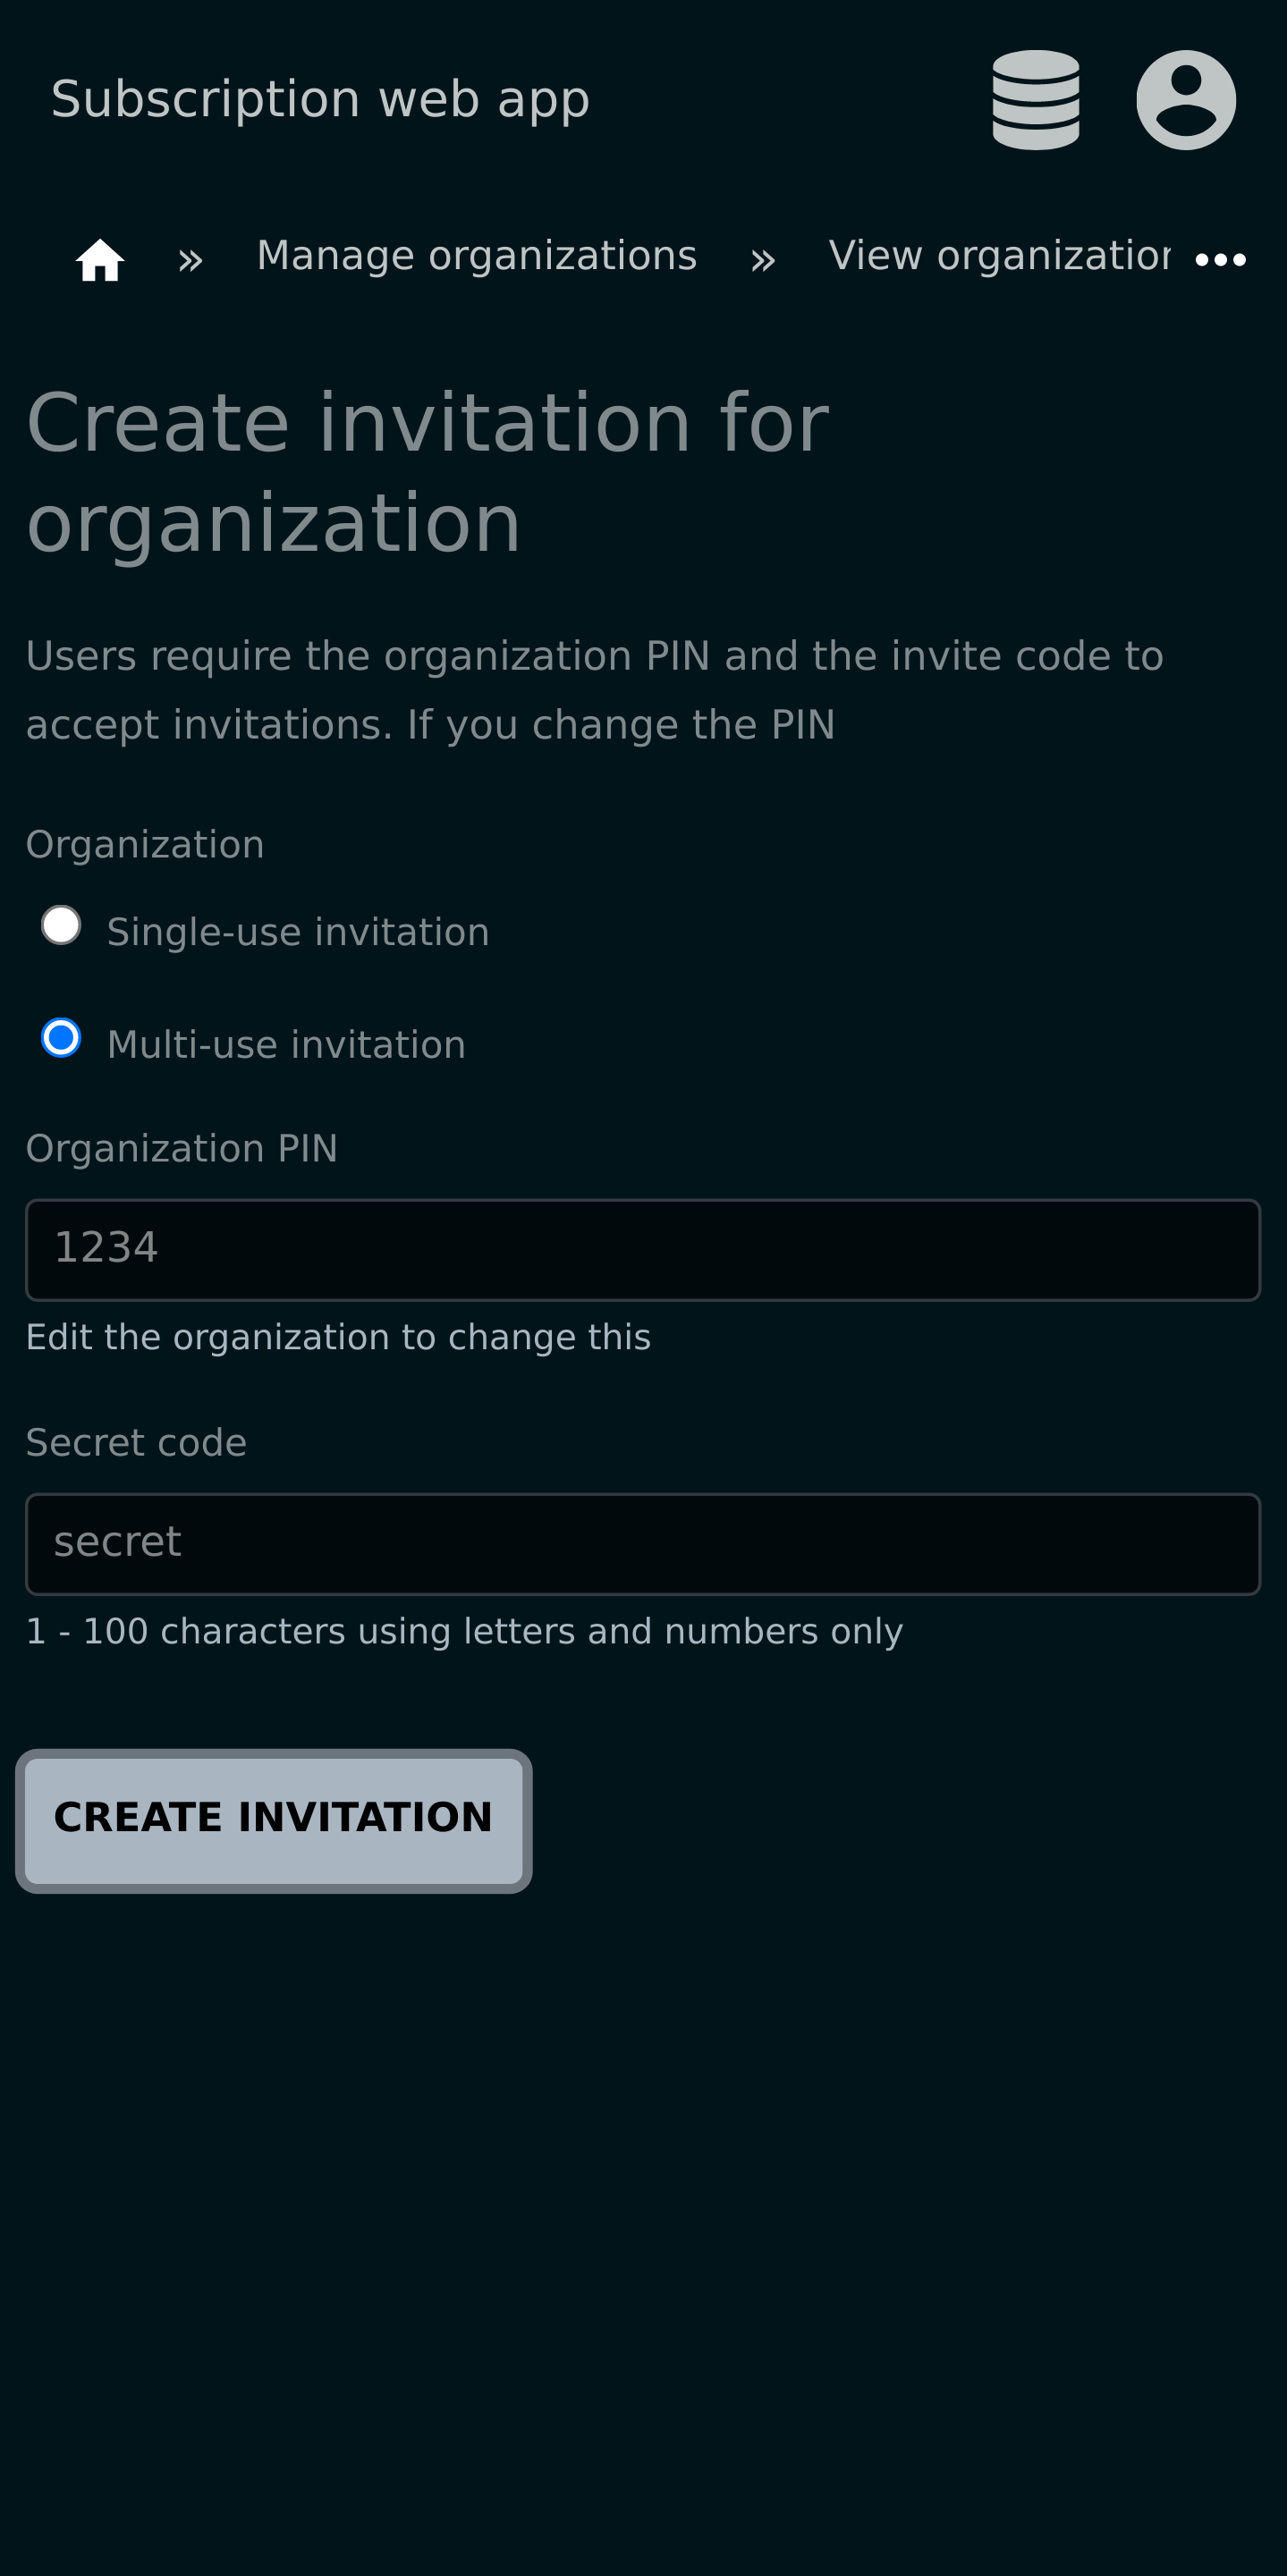 Subscription web app
» Manage organizations » View organization
Create invitation for
organization
Users require the organization PIN and the invite code to
accept invitations. If you change the PIN
Organization
Single-use invitation
Multi-use invitation
Organization PIN
1234
Edit the organization to change this
Secret code
secret
1 - 100 characters using letters and numbers only
CREATE INVITATION